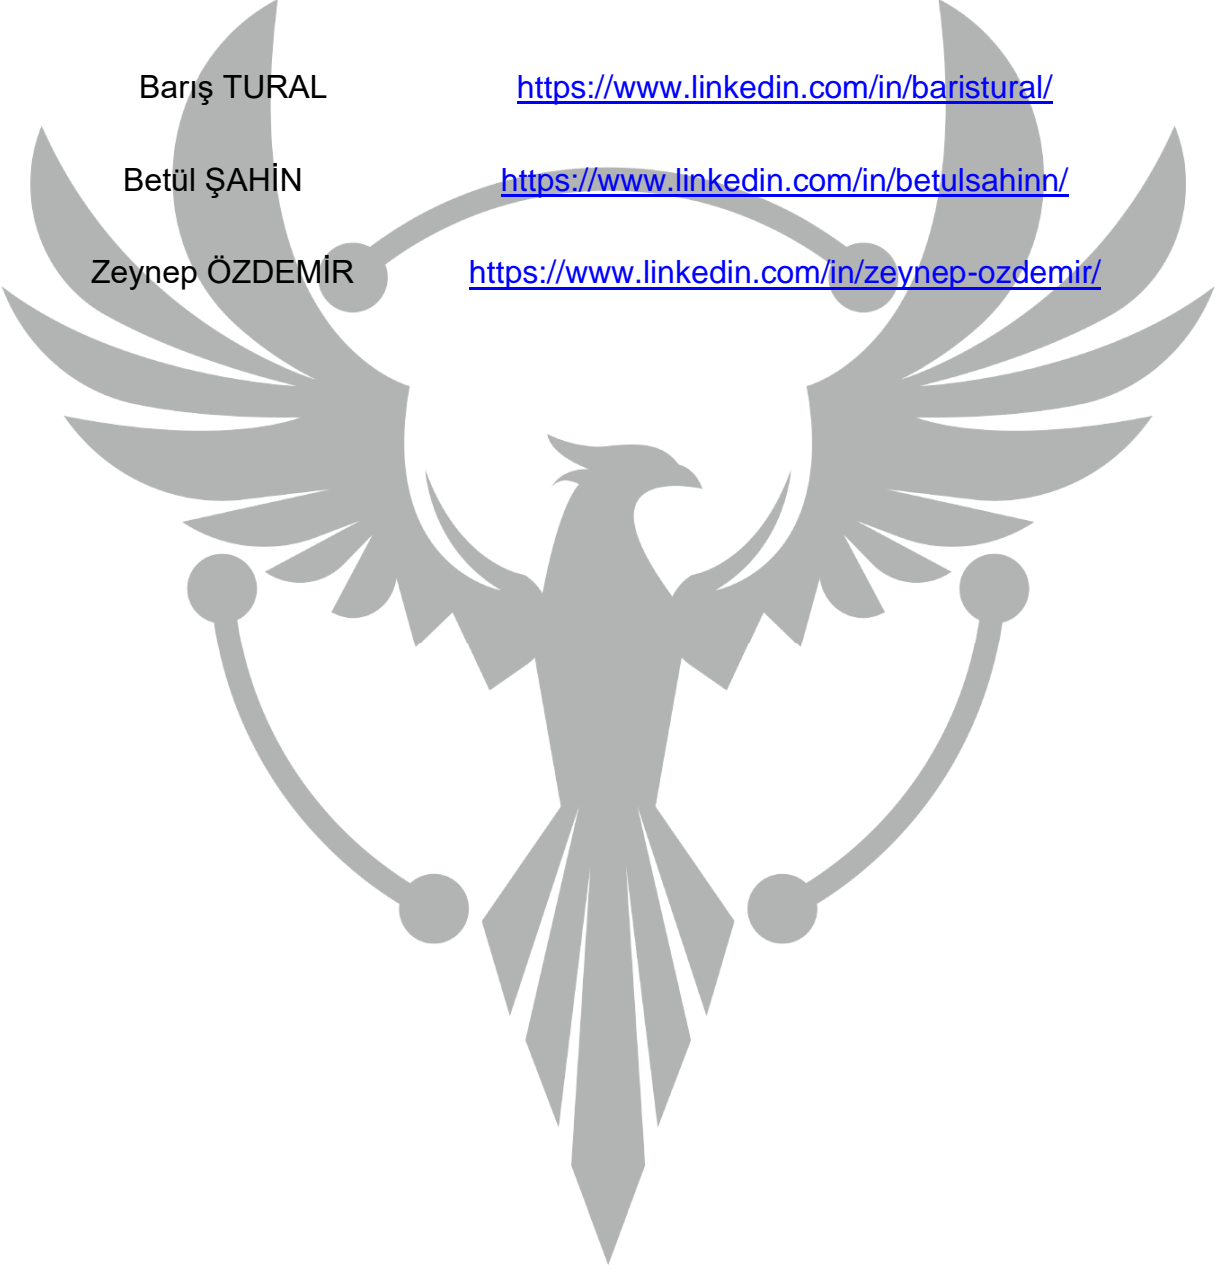 Barış TURAL https://www.linkedin.com/in/baristural/
Betül ŞAHİN https://www.linkedin.com/in/betulsahinn/
Zeynep ÖZDEMİR https://www.linkedin.com/in/zeynep-ozdemir/